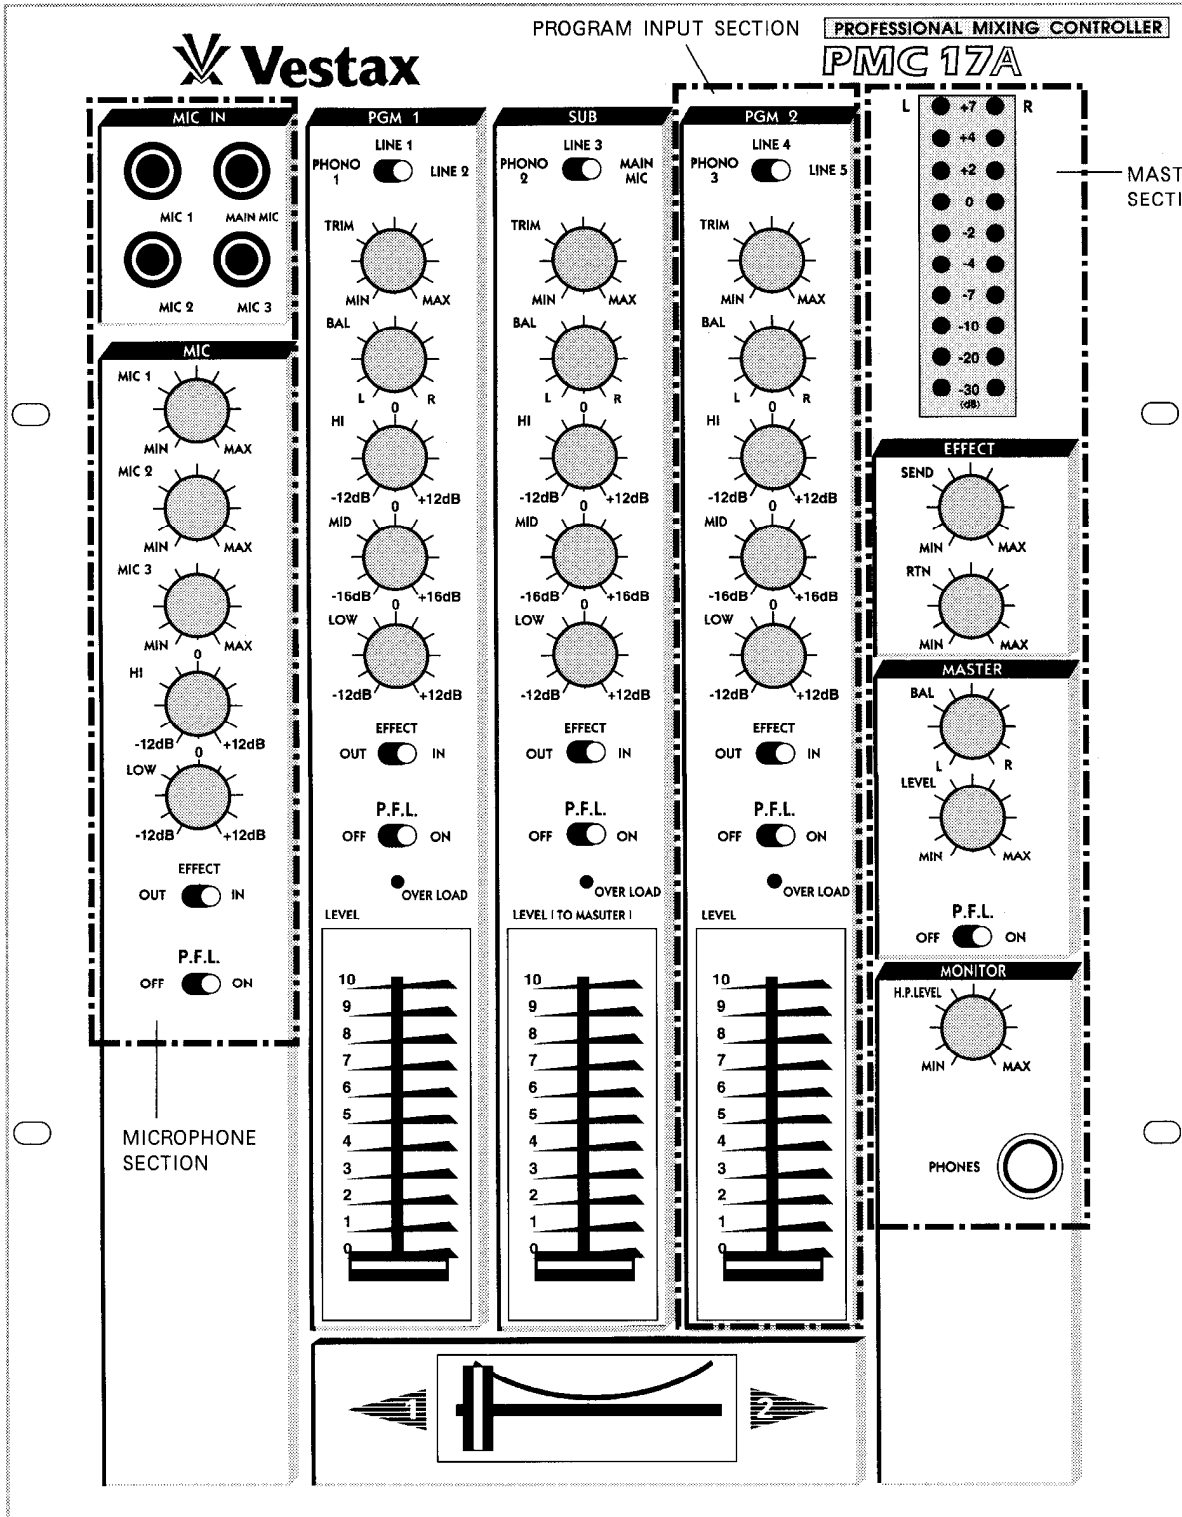 PROGRAM INPUT SECTION
PROFESSIONAL MIXING CONTROLLER
PMC 17A
Vestax
MIC IN
MIC 1
MAIN MIC
MIC 2
MIC 3
MIC
MIC 1
MIN
MAX
MIC 2
MIN
MAX
MIC 3
MIN
MAX
0
HI
-12dB
+12dB
0
LOW
-12dB
+12dB
EFFECT
OUT
IN
P.F.L.
OFF
ON
MICROPHONE
SECTION
PGM 1
LINE 1
PHONO
1
LINE 2
TRIM
MIN
MAX
BAL
L
R
0
HI
-12dB
+12dB
0
MID
-16dB
+16dB
0
LOW
-12dB
+12dB
EFFECT
OUT
IN
P.F.L.
OFF
ON
OVER LOAD
LEVEL
10
9
8
7
6
5
4
3
2
1
0
SUB
LINE 3
PHONO
2
MAIN
MIC
TRIM
MIN
MAX
BAL
L
R
0
HI
-12dB
+12dB
0
MID
-16dB
+16dB
0
LOW
-12dB
+12dB
EFFECT
OUT
IN
P.F.L.
OFF
ON
OVER LOAD
LEVEL ( TO MASUTER )
10
9
8
7
6
5
4
3
2
1
0
PGM 2
LINE 4
PHONO
3
LINE 5
TRIM
MIN
MAX
BAL
L
R
0
HI
-12dB
+12dB
0
MID
-16dB
+16dB
0
LOW
-12dB
+12dB
EFFECT
OUT
IN
P.F.L.
OFF
ON
OVER LOAD
LEVEL
10
9
8
7
6
5
4
3
2
1
0
L
R
+7
+4
+2
0
-2
-4
-7
-10
-20
-30
(dB)
MAST
SECTI
EFFECT
SEND
MIN
MAX
RTN
MIN
MAX
MASTER
BAL
L
R
LEVEL
MIN
MAX
P.F.L.
OFF
ON
MONITOR
H.P.LEVEL
MIN
MAX
PHONES
1
2